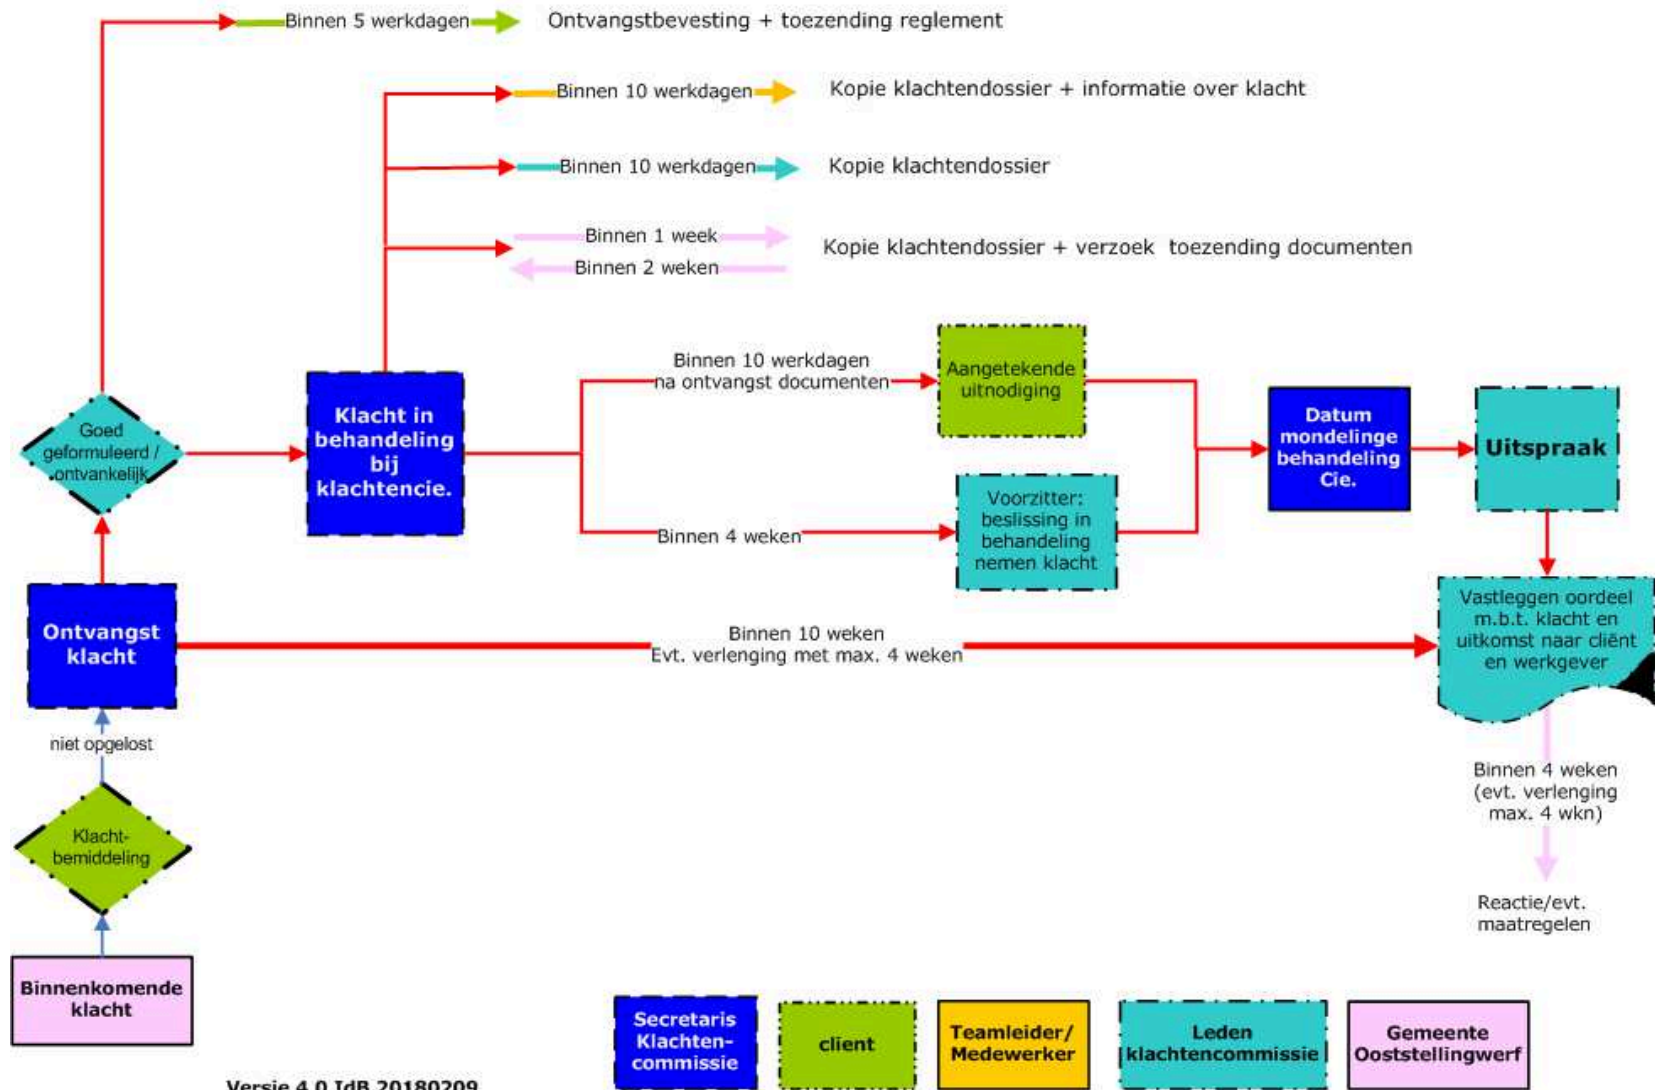 Binnen 5 werkdagen
Ontvangstbevesting + toezending reglement
Binnen 10 werkdagen
Kopie klachtendossier + informatie over klacht
Binnen 10 werkdagen
Kopie klachtendossier
Binnen 1 week
Binnen 2 weken
Kopie klachtendossier + verzoek toezending documenten
Goed
geformuleerd /
ontvankelijk
Klacht in
behandeling
bij
klachtencie.
Binnen 10 werkdagen
na ontvangst documenten
Aangetekende
uitnodiging
Binnen 4 weken
Voorzitter:
beslissing in
behandeling
nemen klacht
Datum
mondelinge
behandeling
Cie.
Uitspraak
Ontvangst
klacht
Binnen 10 weken
Evt. verlenging met max. 4 weken
Vastleggen oordeel
m.b.t. klacht en
uitkomst naar cliënt
en werkgever
niet opgelost
Klacht-
bemiddeling
Binnen 4 weken
(evt. verlenging
max. 4 wkn)
Reactie/evt.
maatregelen
Binnenkomende
klacht
Secretaris
Klachten-
commissie
client
Teamleider/
Medewerker
Leden
klachtencommissie
Gemeente
Ooststellingwerf
Versie 4.0 IdB 20180209